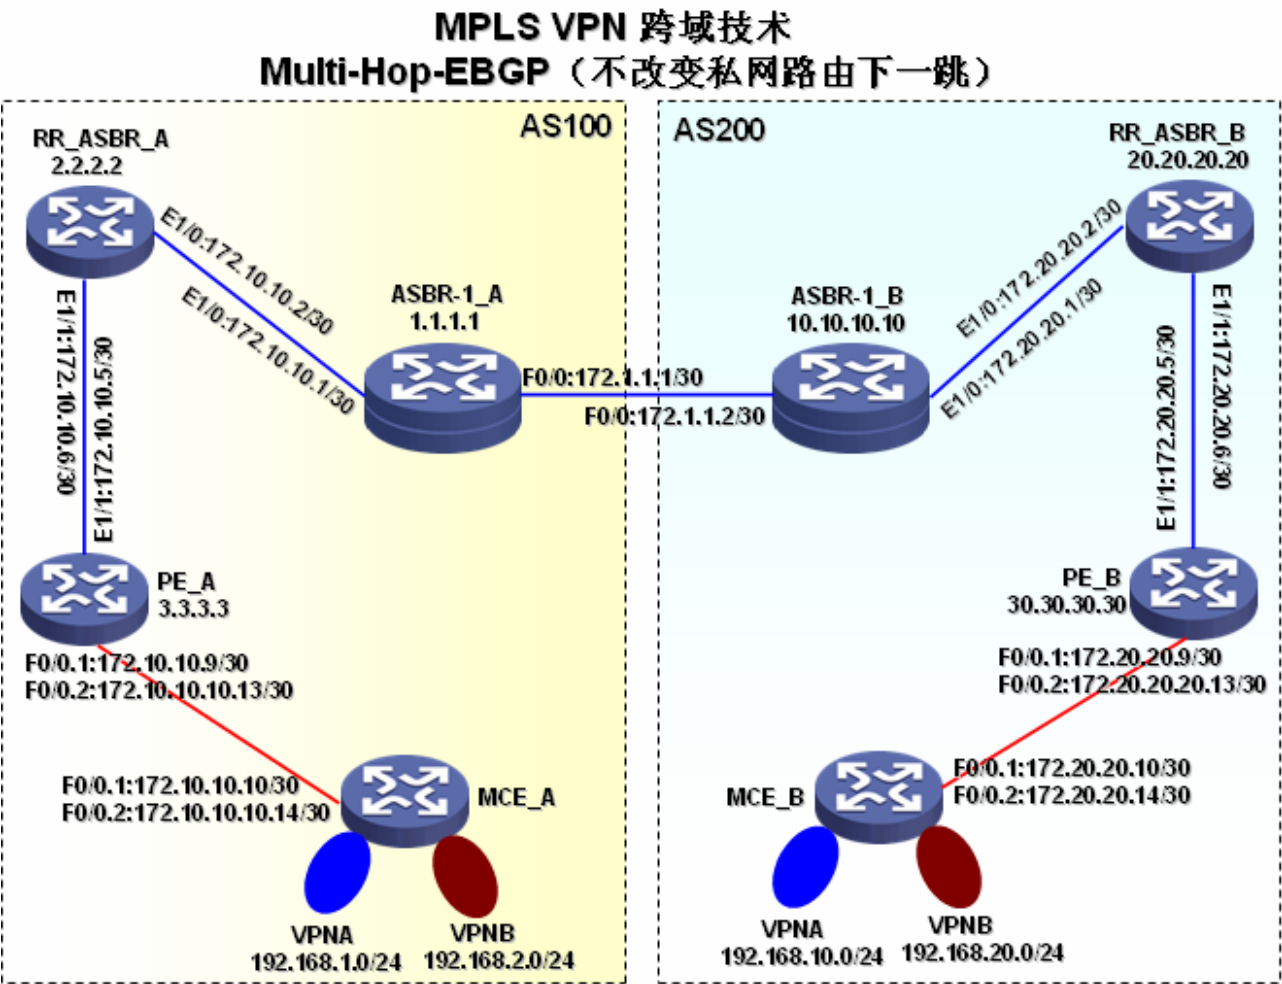 MPLS VPN 跨域技术
Multi-Hop-EBGP（不改变私网路由下一跳）
AS100
RR_ASBR_A
2.2.2.2
E1/0:172.10.10.2/30
E1/0:172.10.10.1/30
ASBR-1_A
1.1.1.1
F0/0:172.1.1.1/30
F0/0:172.1.1.2/30
E1/1:172.10.10.6/30
E1/1:172.10.10.5/30
PE_A
3.3.3.3
F0/0.1:172.10.10.9/30
F0/0.2:172.10.10.10.13/30
F0/0.1:172.10.10.10/30
F0/0.2:172.10.10.10.14/30
MCE_A
VPNA
192.168.1.0/24
VPNB
192.168.2.0/24
AS200
RR_ASBR_B
20.20.20.20
E1/0:172.20.20.2/30
E1/0:172.20.20.1/30
ASBR-1_B
10.10.10.10
E1/1:172.20.20.5/30
E1/1:172.20.20.6/30
PE_B
30.30.30.30
F0/0.1:172.20.20.9/30
F0/0.2:172.20.20.20.13/30
F0/0.1:172.20.20.10/30
F0/0.2:172.20.20.14/30
MCE_B
VPNA
192.168.10.0/24
VPNB
192.168.20.0/24